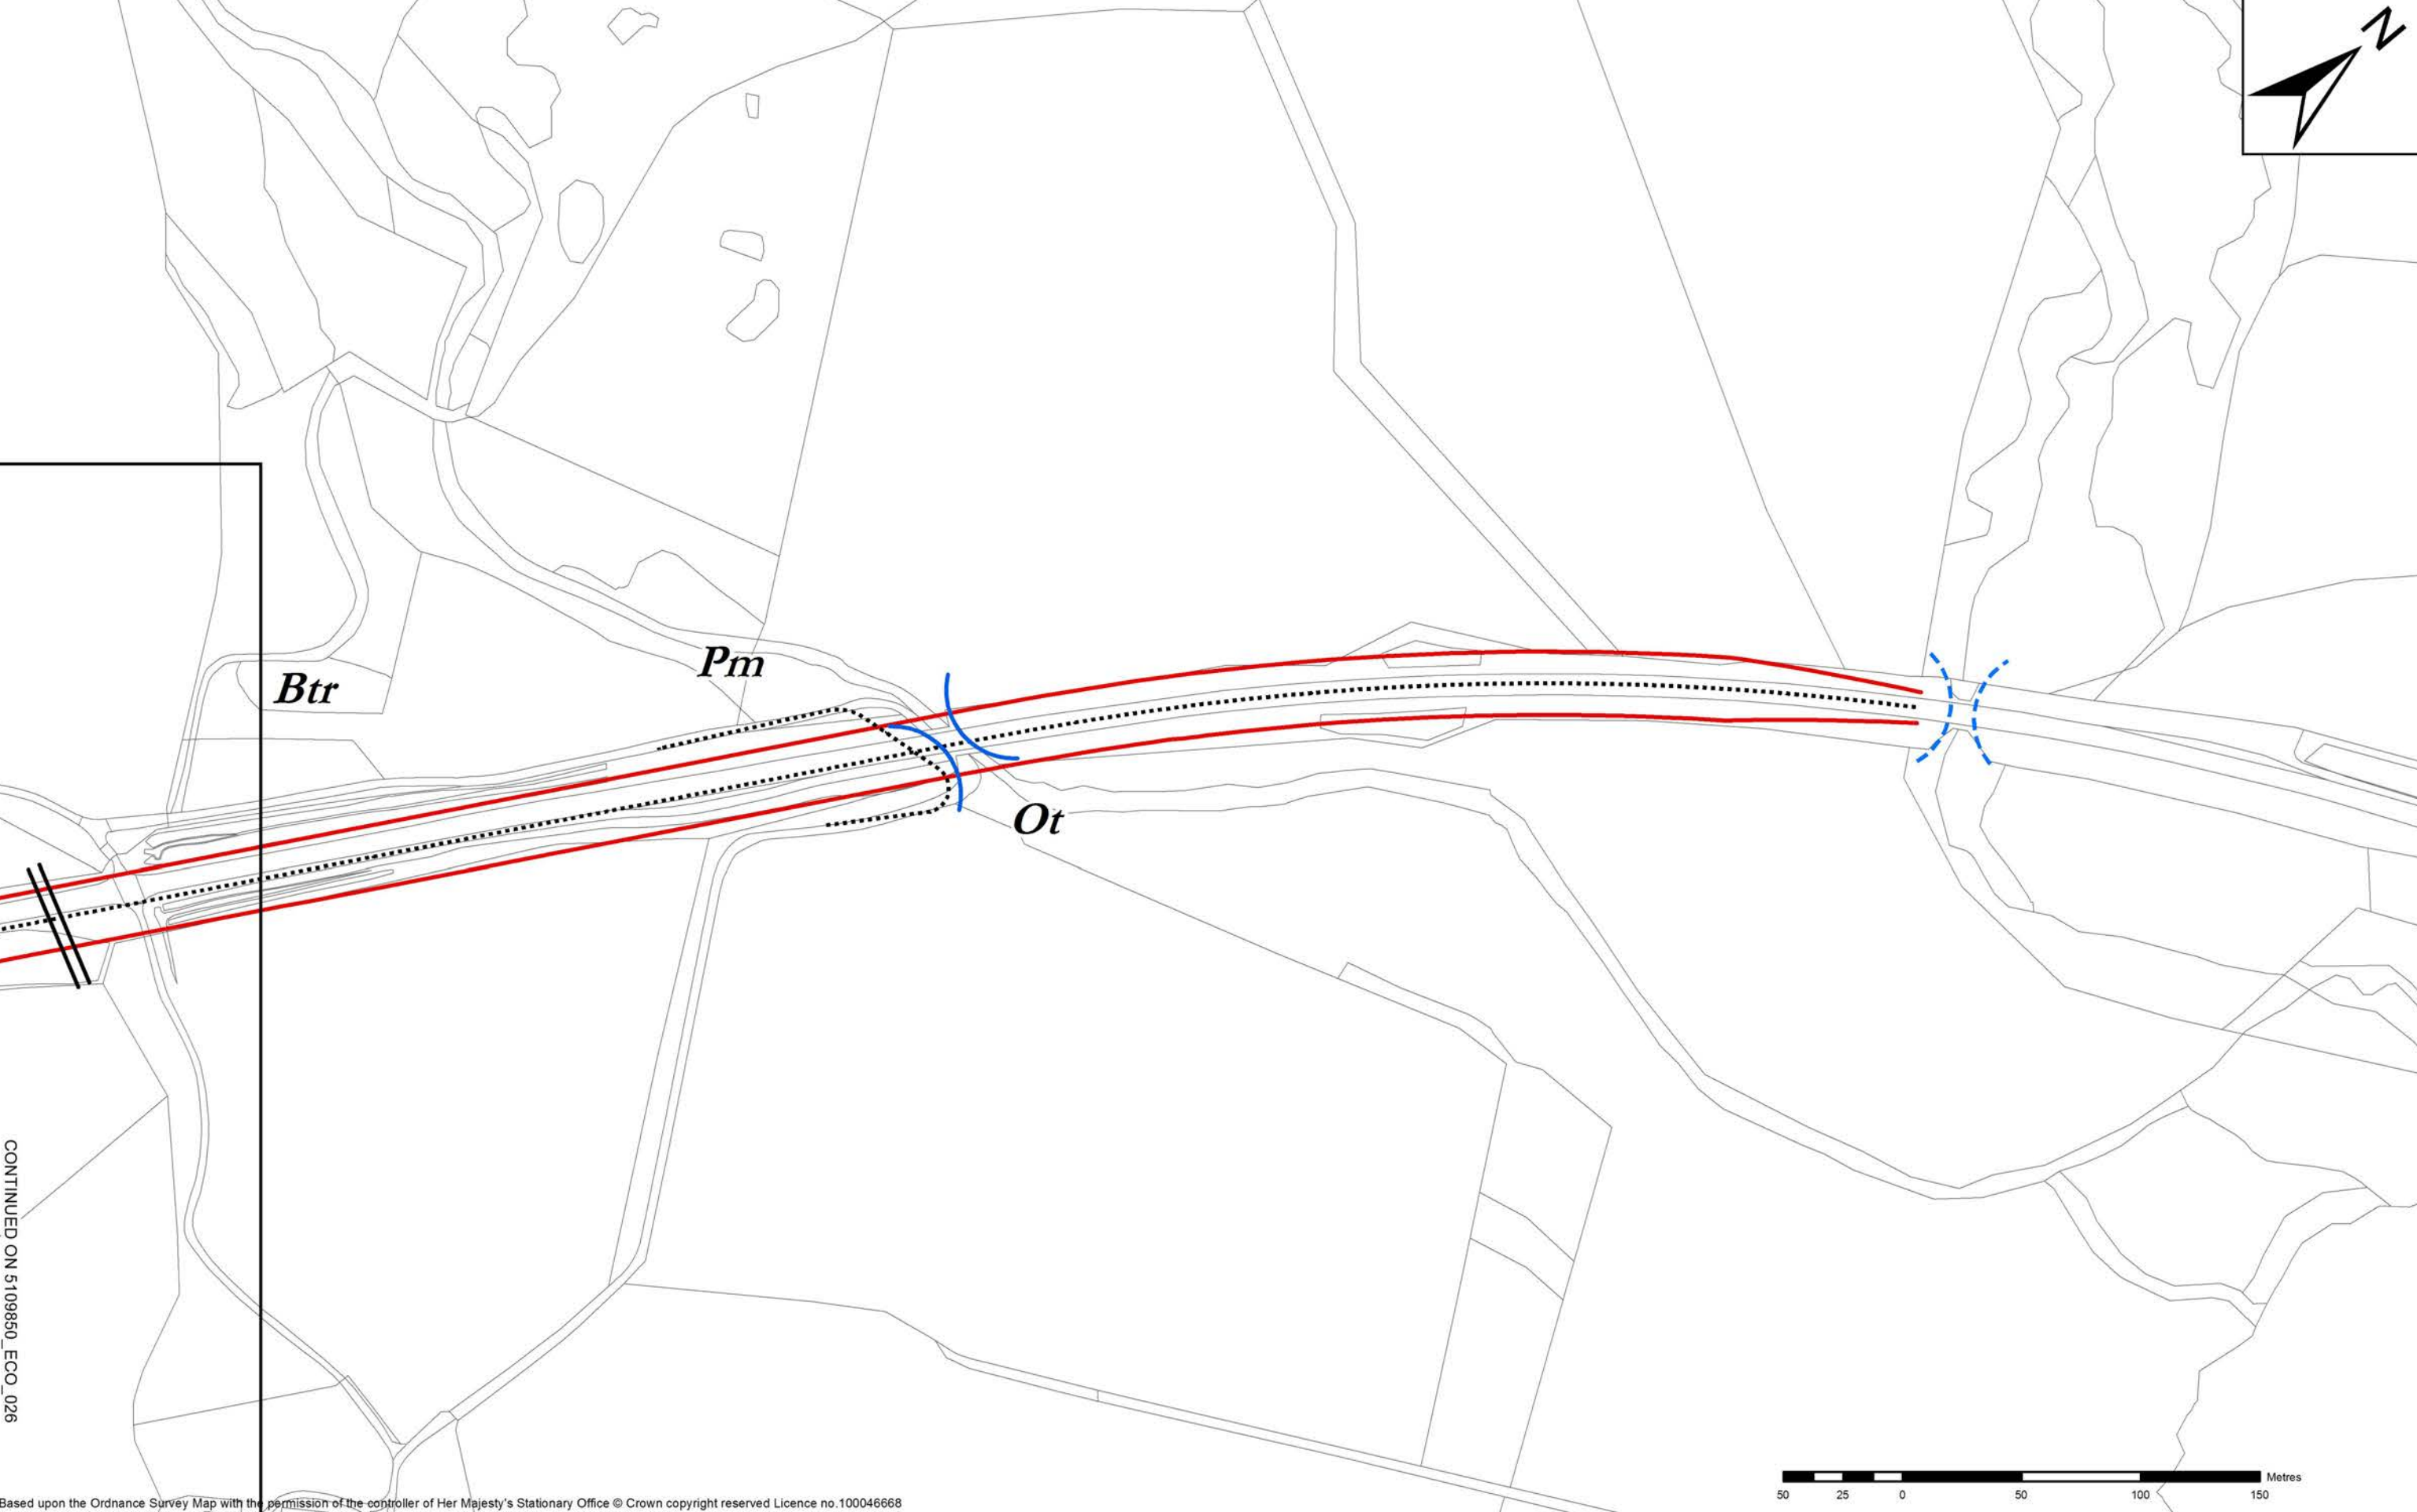 N
Pm
Btr
Ot
CONTINUED ON 5109850_ECO_026
Metres
50 25 0 50 100 150
Based upon the Ordnance Survey Map with the permission of the controller of Her Majesty's Stationary Office © Crown copyright reserved Licence no.100046668